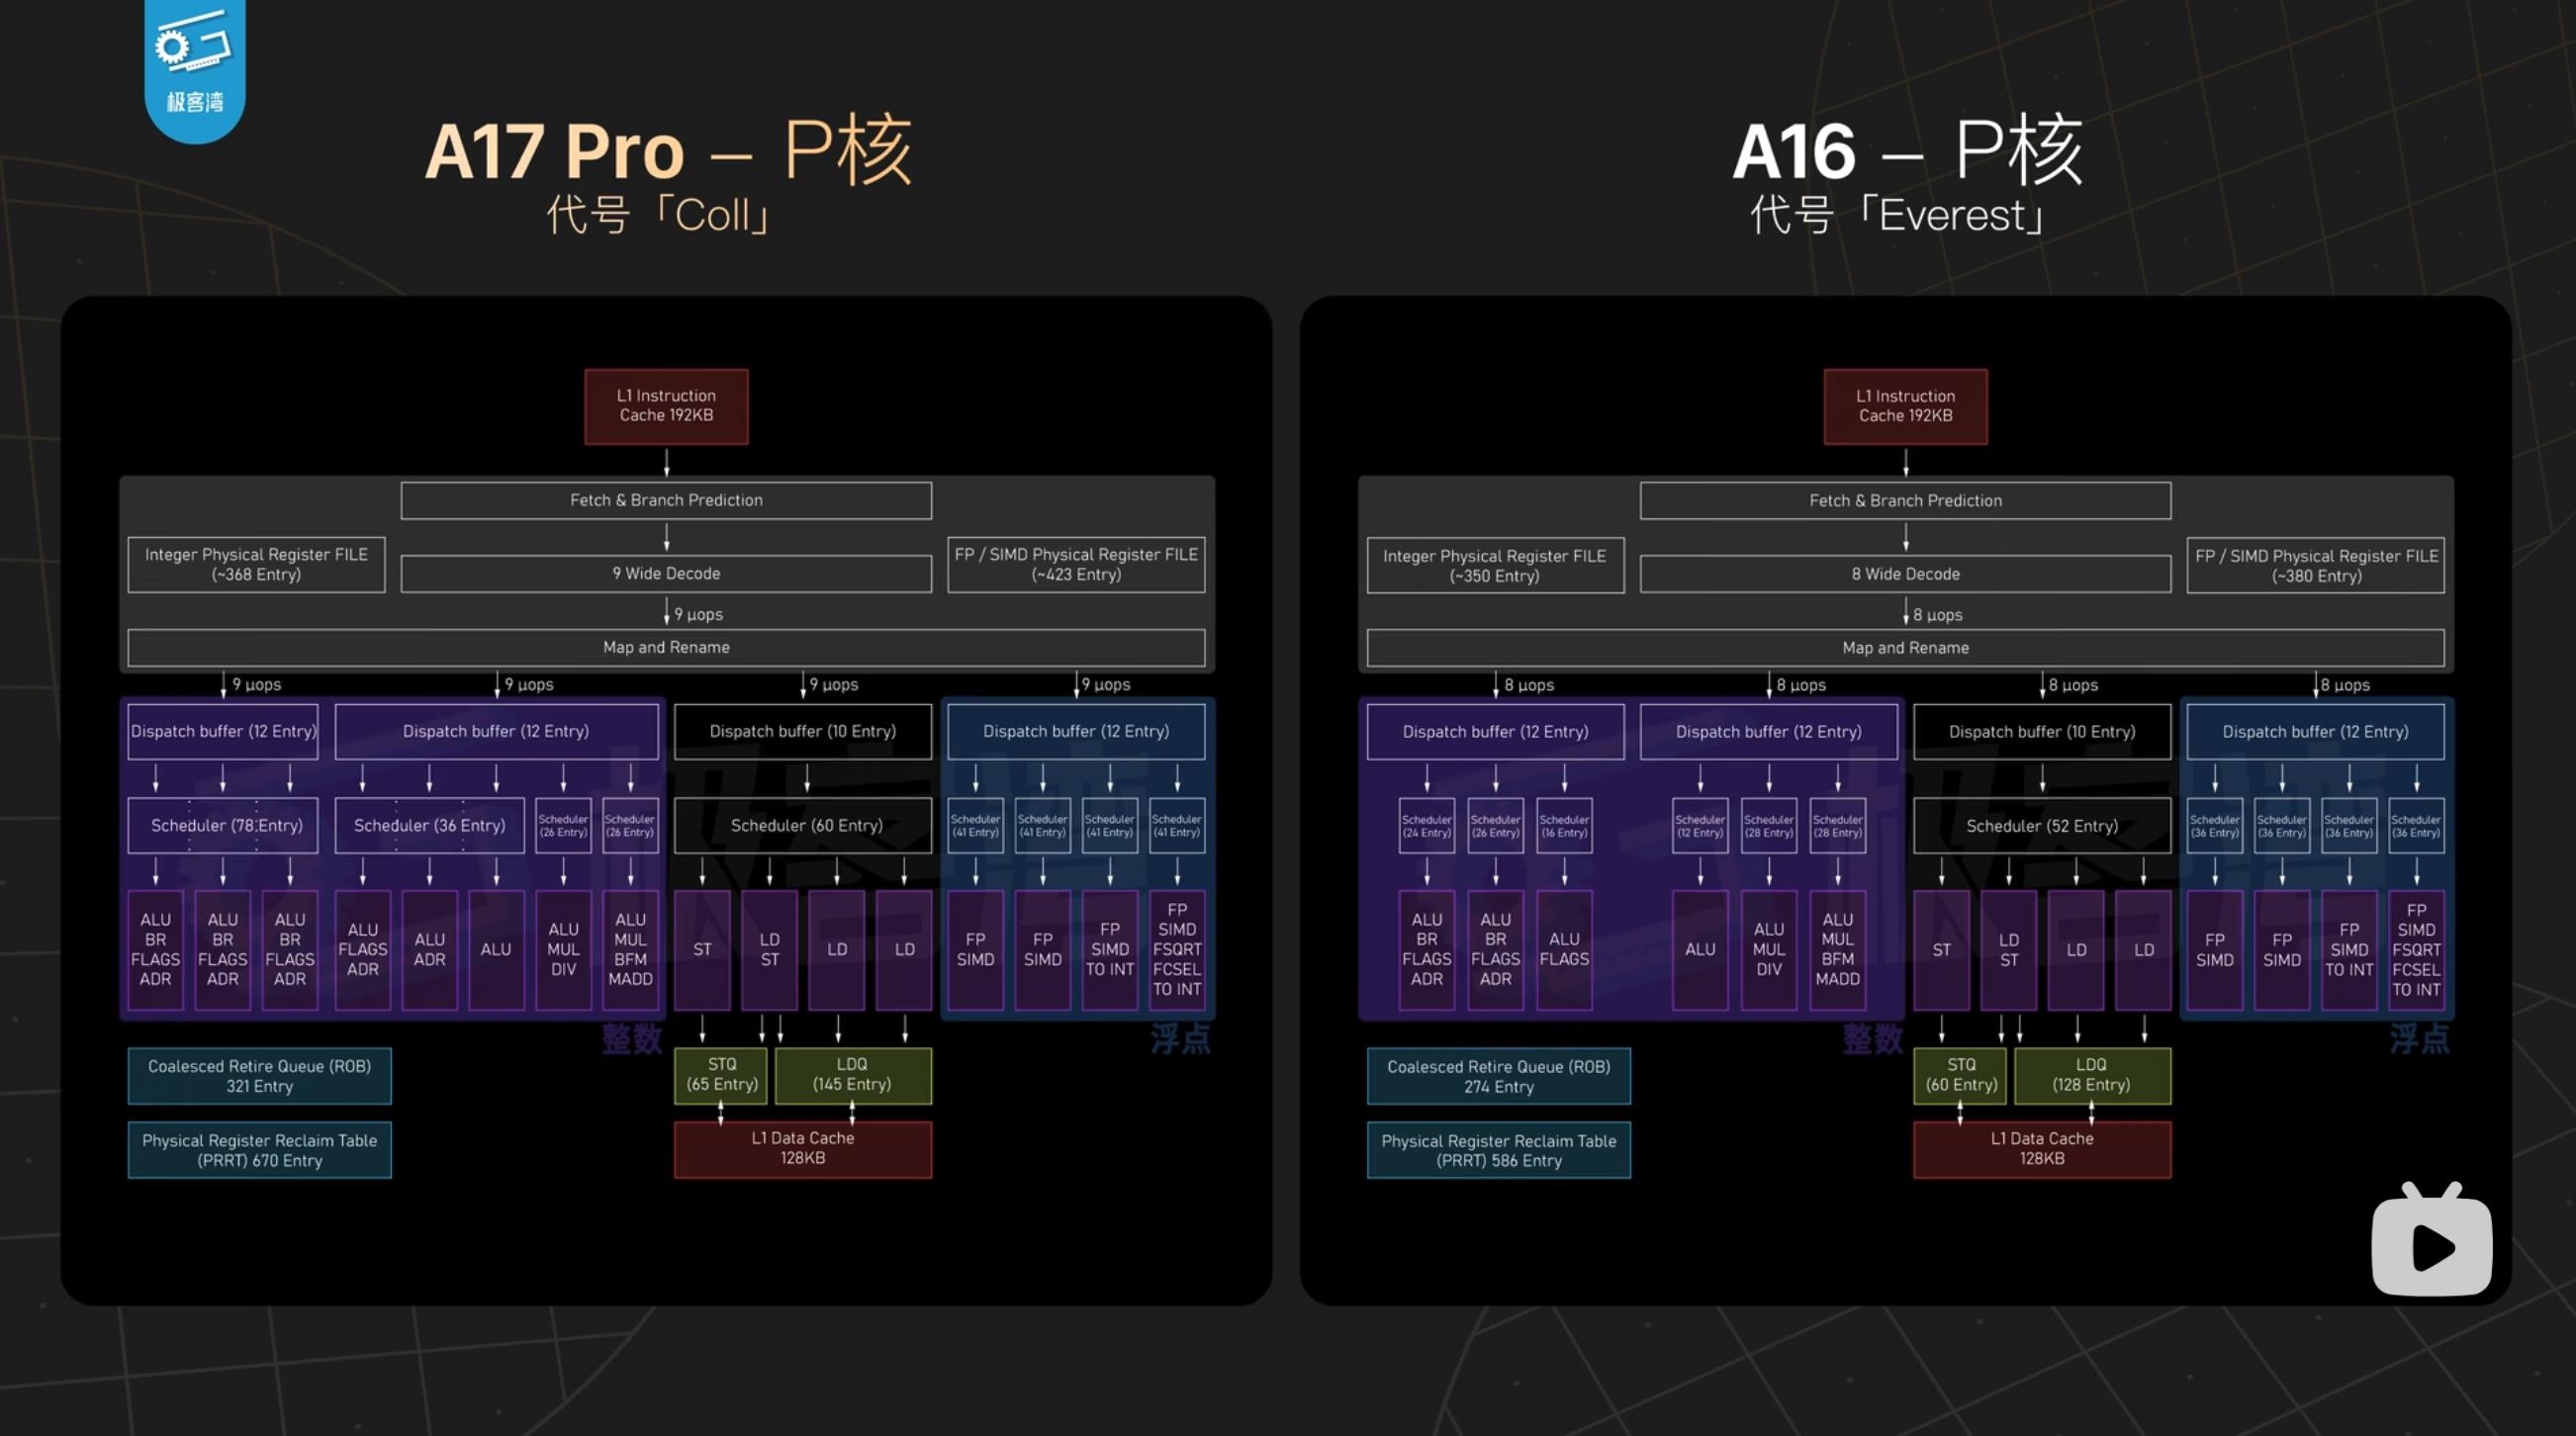 极客湾
A17 Pro – P核
代号「Coll」
L1 Instruction
Cache 192KB
Fetch & Branch Prediction
Integer Physical Register FILE
(~368 Entry)
9 Wide Decode
FP / SIMD Physical Register FILE
(~423 Entry)
9 μops
Map and Rename
9 μops
9 μops
9 μops
9 μops
Dispatch buffer (12 Entry)
Dispatch buffer (12 Entry)
Dispatch buffer (10 Entry)
Dispatch buffer (12 Entry)
Scheduler (78 Entry)
Scheduler (36 Entry)
Scheduler
(26 Entry)
Scheduler
(26 Entry)
Scheduler (60 Entry)
Scheduler
(41 Entry)
Scheduler
(41 Entry)
Scheduler
(41 Entry)
Scheduler
(41 Entry)
ALU
BR
FLAGS
ADR
ALU
BR
FLAGS
ADR
ALU
BR
FLAGS
ADR
ALU
FLAGS
ADR
ALU
ADR
ALU
ALU
MUL
DIV
ALU
MUL
BFM
MADD
ST
LD
ST
LD
LD
FP
SIMD
FP
SIMD
FP
SIMD
TO INT
FP
SIMD
FSQRT
FCSEL
TO INT
整数
浮点
Coalesced Retire Queue (ROB)
321 Entry
STQ
(65 Entry)
LDQ
(145 Entry)
Physical Register Reclaim Table
(PRRT) 670 Entry
L1 Data Cache
128KB
A16 – P核
代号「Everest」
L1 Instruction
Cache 192KB
Fetch & Branch Prediction
Integer Physical Register FILE
(~350 Entry)
8 Wide Decode
FP / SIMD Physical Register FILE
(~380 Entry)
8 μops
Map and Rename
8 μops
8 μops
8 μops
8 μops
Dispatch buffer (12 Entry)
Dispatch buffer (12 Entry)
Dispatch buffer (10 Entry)
Dispatch buffer (12 Entry)
Scheduler
(24 Entry)
Scheduler
(26 Entry)
Scheduler
(16 Entry)
Scheduler
(12 Entry)
Scheduler
(28 Entry)
Scheduler
(28 Entry)
Scheduler (52 Entry)
Scheduler
(36 Entry)
Scheduler
(36 Entry)
Scheduler
(36 Entry)
Scheduler
(36 Entry)
ALU
BR
FLAGS
ADR
ALU
BR
FLAGS
ADR
ALU
FLAGS
ALU
ALU
MUL
DIV
ALU
MUL
BFM
MADD
ST
LD
ST
LD
LD
FP
SIMD
FP
SIMD
FP
SIMD
TO INT
FP
SIMD
FSQRT
FCSEL
TO INT
整数
浮点
Coalesced Retire Queue (ROB)
274 Entry
STQ
(60 Entry)
LDQ
(128 Entry)
Physical Register Reclaim Table
(PRRT) 586 Entry
L1 Data Cache
128KB